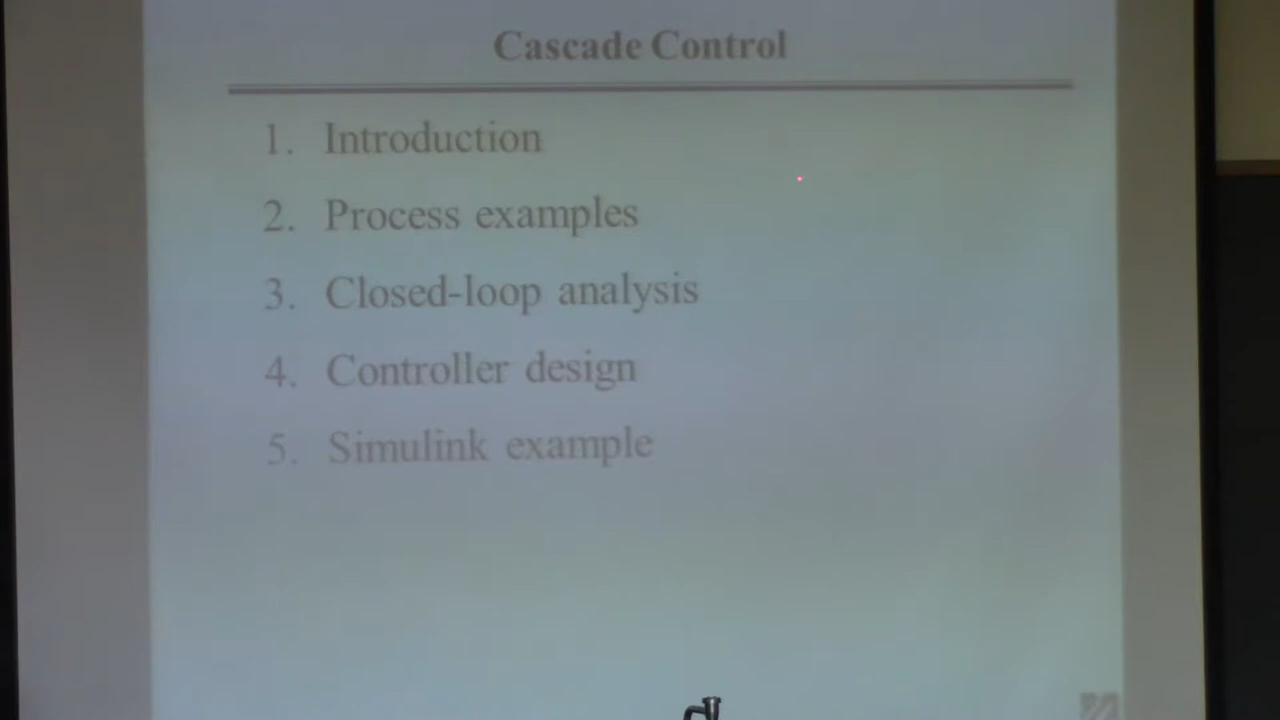 Cascade Control
1. Introduction
2. Process examples
3. Closed-loop analysis
4. Controller design
5. Simulink example